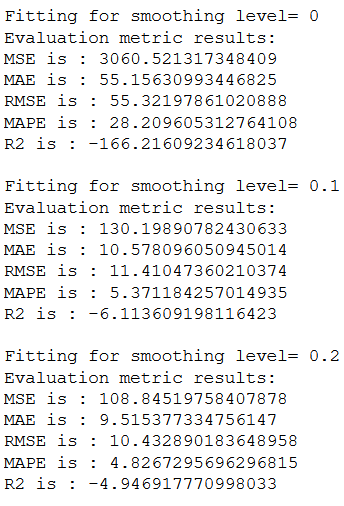 Fitting for smoothing level= 0
Evaluation metric results:
MSE is : 3060.521317348409
MAE is : 55.15630993446825
RMSE is : 55.32197861020888
MAPE is : 28.209605312764108
R2 is : -166.21609234618037
Fitting for smoothing level= 0.1
Evaluation metric results:
MSE is : 130.19890782430633
MAE is : 10.578096050945014
RMSE is : 11.41047360210374
MAPE is : 5.371184257014935
R2 is : -6.113609198116423
Fitting for smoothing level= 0.2
Evaluation metric results:
MSE is : 108.84519758407878
MAE is : 9.515377334756147
RMSE is : 10.432890183648958
MAPE is : 4.8267295696296815
R2 is : -4.946917770998033